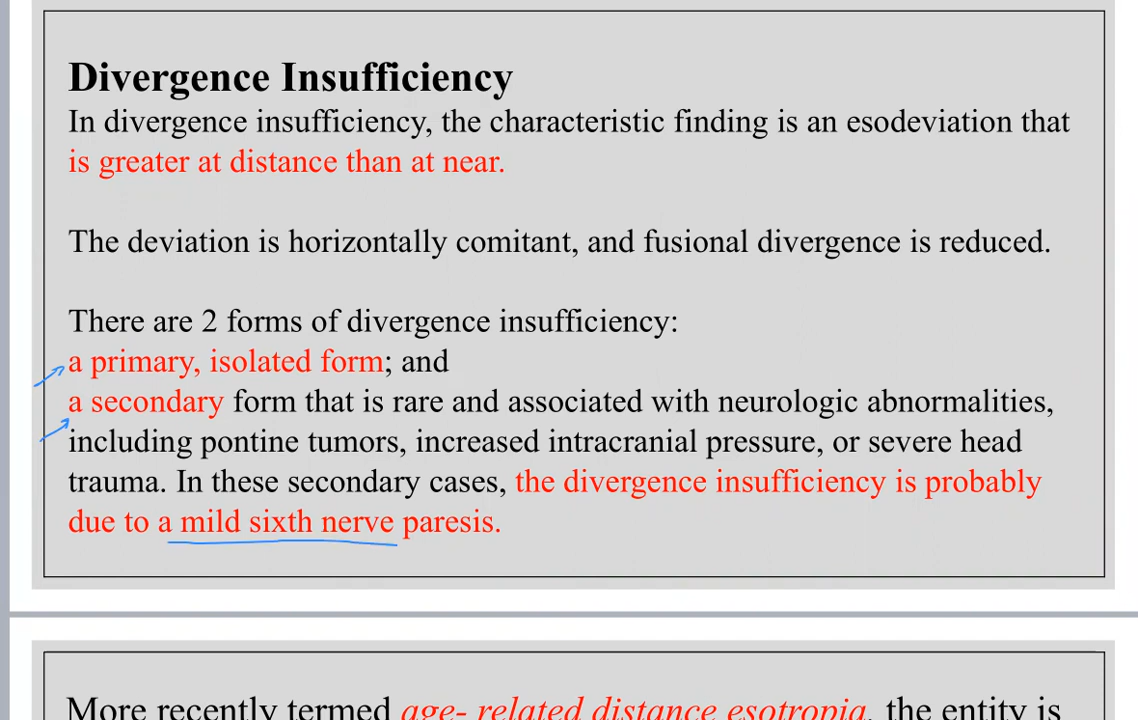 Divergence Insufficiency
In divergence insufficiency, the characteristic finding is an esodeviation that
is greater at distance than at near.
The deviation is horizontally comitant, and fusional divergence is reduced.
There are 2 forms of divergence insufficiency:
a primary, isolated form; and
a secondary form that is rare and associated with neurologic abnormalities,
including pontine tumors, increased intracranial pressure, or severe head
trauma. In these secondary cases, the divergence insufficiency is probably
due to a mild sixth nerve paresis.
More recently termed age- related distance esotropia, the entity is